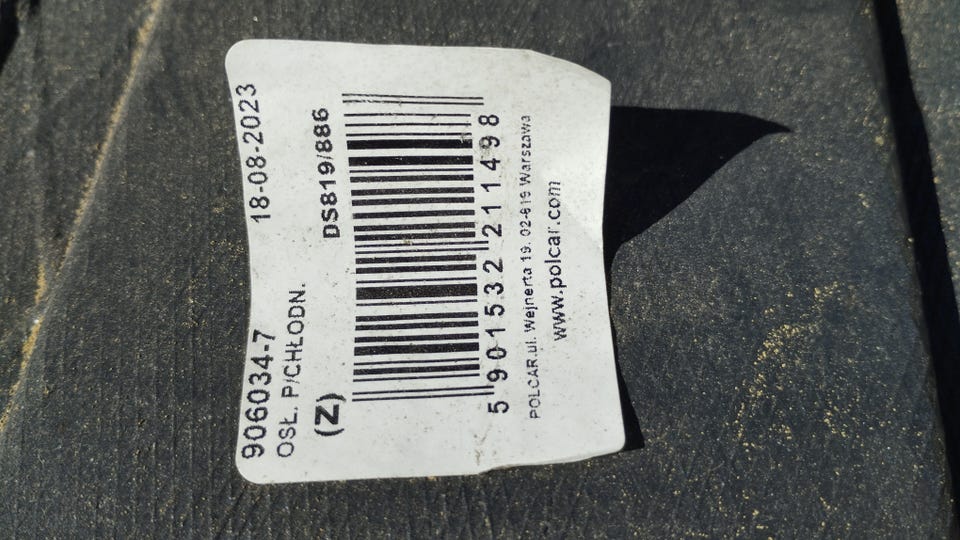 906034-7 18-08-2023
OSŁ. P/CHŁODN.
(Z) DS819/886
5 901532 211498
POLCAR.ul. Wejnerta 19. 02-619 Warszawa
www.polcar.com